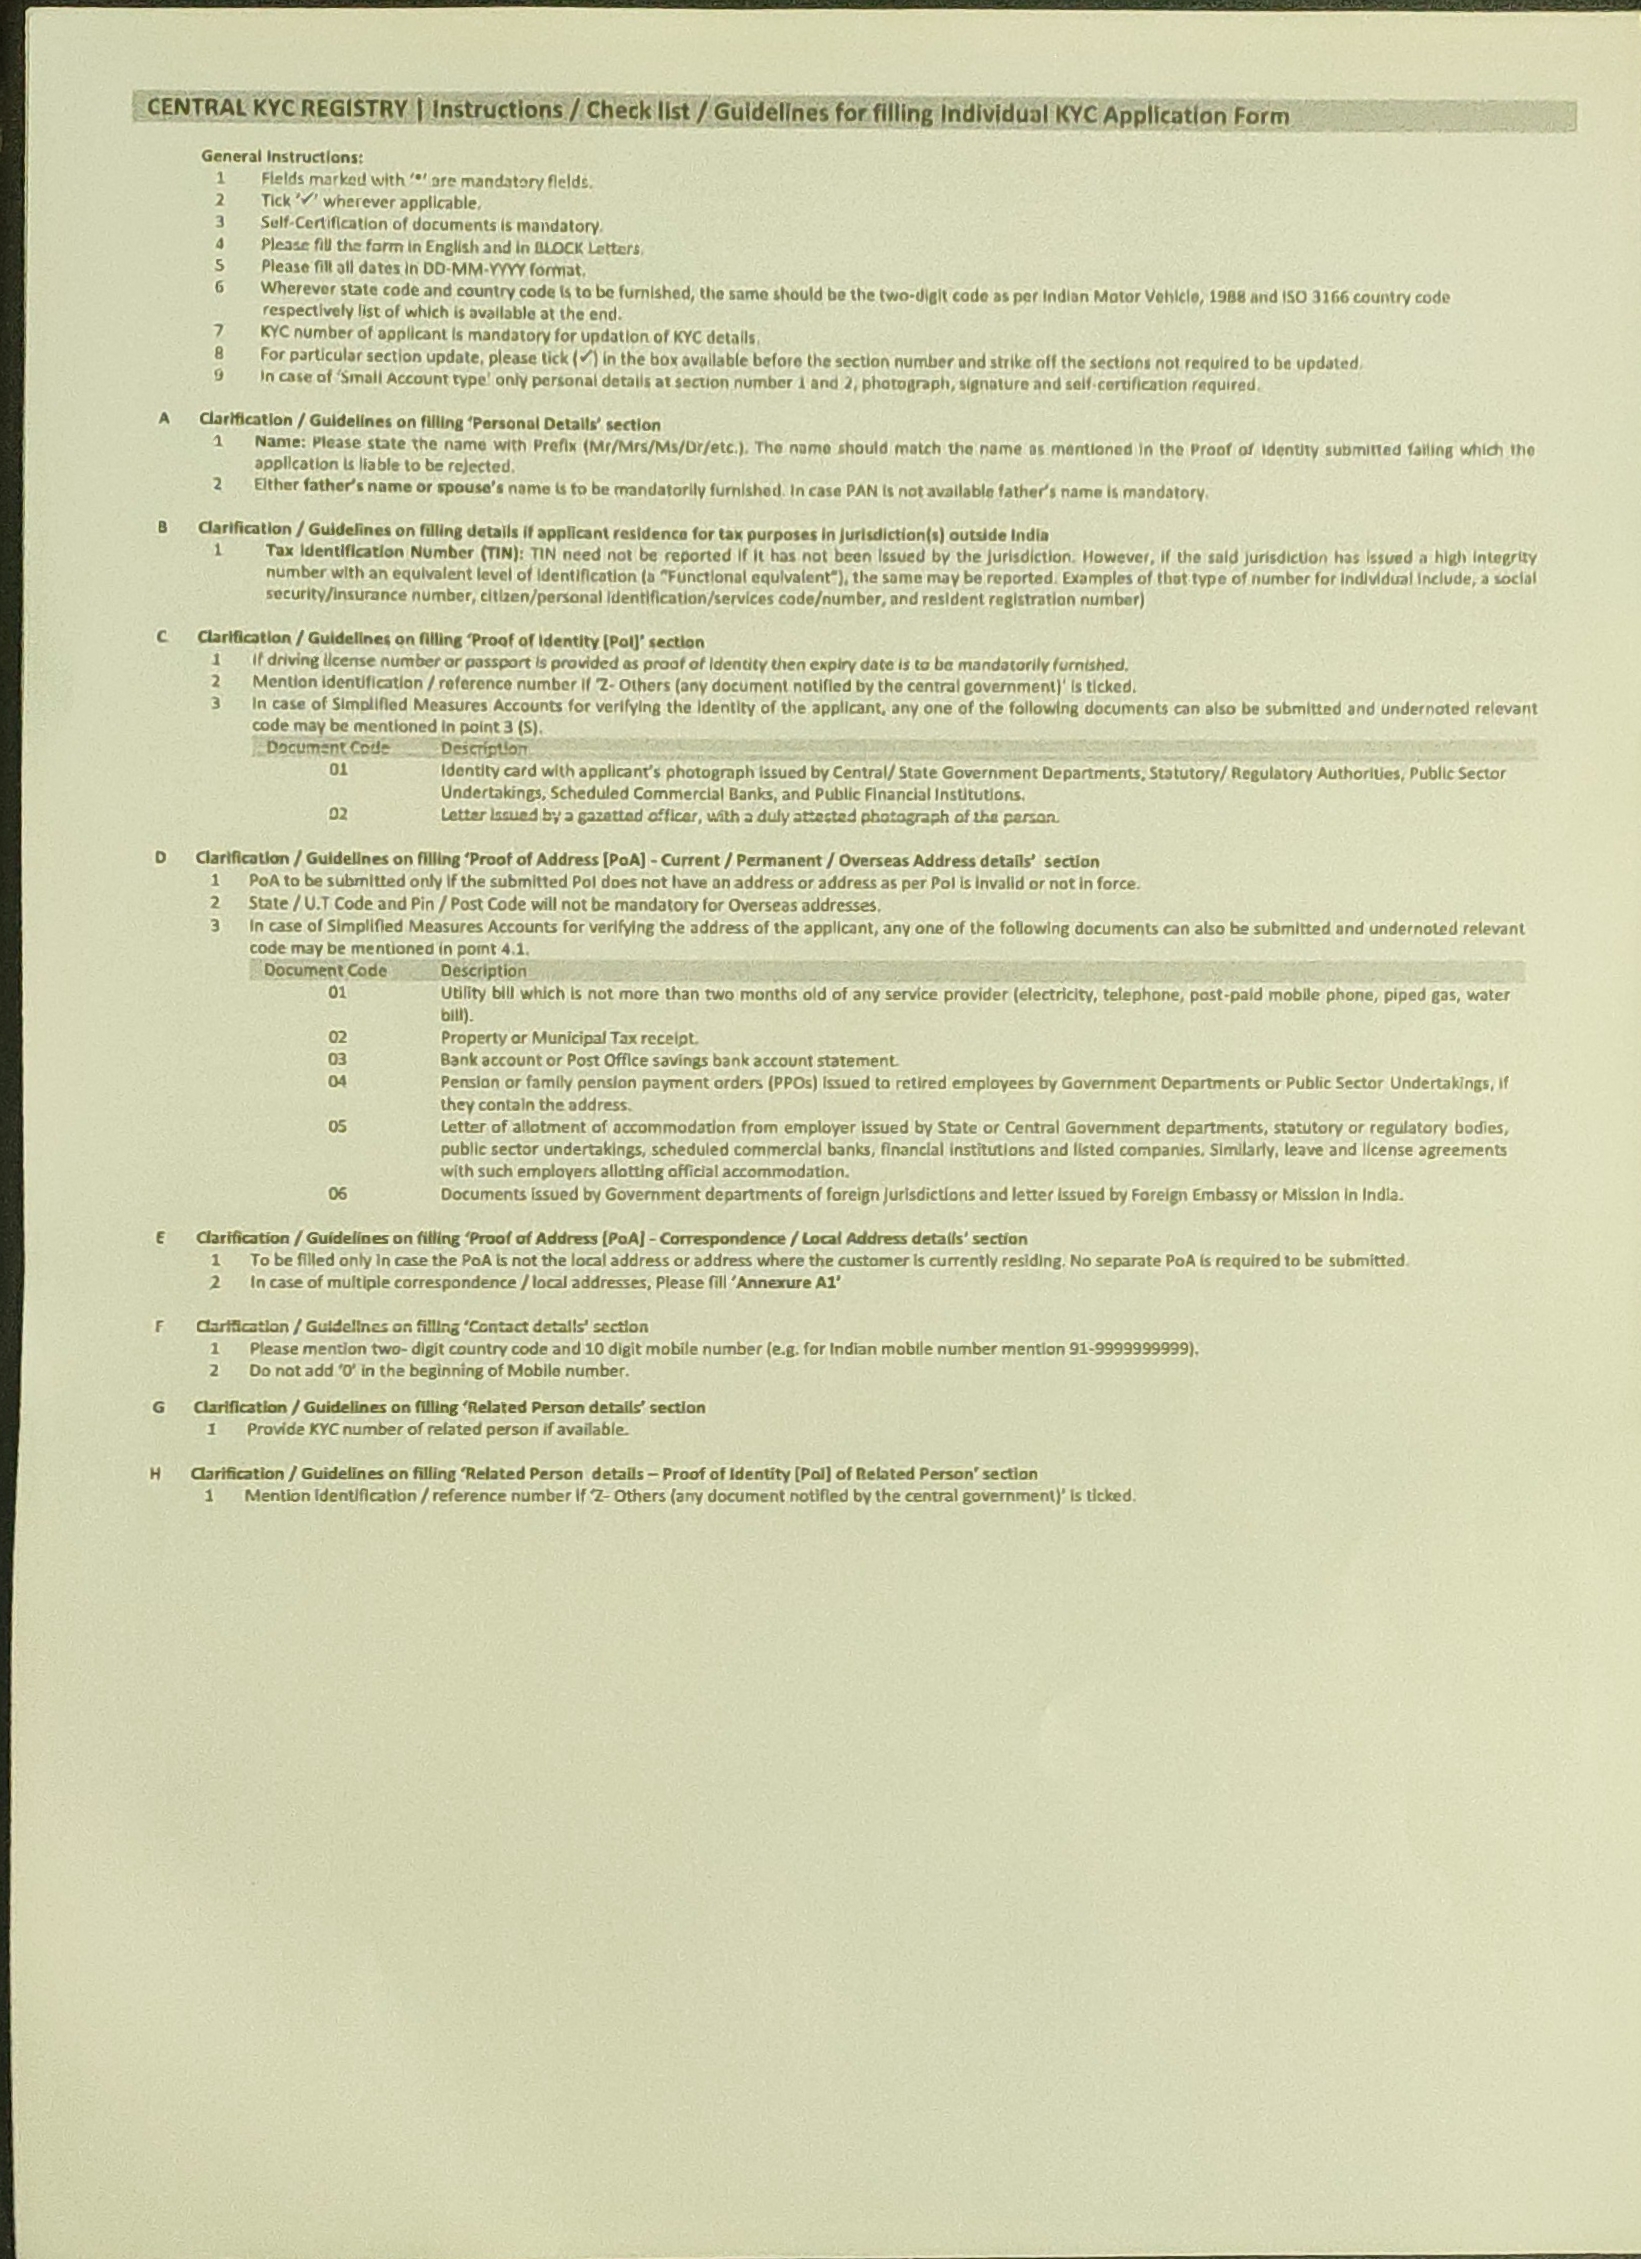 CENTRAL KYC REGISTRY | Instructions / Check list / Guidelines for filling Individual KYC Application Form
General Instructions:
1 Fields marked with '*' are mandatory fields.
2 Tick '✓' wherever applicable.
3 Self-Certification of documents is mandatory.
4 Please fill the form in English and in BLOCK Letters.
5 Please fill all dates in DD-MM-YYYY format.
6 Wherever state code and country code is to be furnished, the same should be the two-digit code as per Indian Motor Vehicle, 1988 and ISO 3166 country code
respectively list of which is available at the end.
7 KYC number of applicant is mandatory for updation of KYC details.
8 For particular section update, please tick (✓) in the box available before the section number and strike off the sections not required to be updated.
9 In case of 'Small Account type' only personal details at section number 1 and 2, photograph, signature and self-certification required.
A Clarification / Guidelines on filling 'Personal Details' section
1 Name: Please state the name with Prefix (Mr/Mrs/Ms/Dr/etc.). The name should match the name as mentioned in the Proof of Identity submitted failing which the
application is liable to be rejected.
2 Either father's name or spouse's name is to be mandatorily furnished. In case PAN is not available father's name is mandatory.
B Clarification / Guidelines on filling details if applicant residence for tax purposes in jurisdiction(s) outside India
1 Tax Identification Number (TIN): TIN need not be reported if it has not been issued by the jurisdiction. However, if the said jurisdiction has issued a high integrity
number with an equivalent level of identification (a "Functional equivalent"), the same may be reported. Examples of that type of number for individual include, a social
security/insurance number, citizen/personal identification/services code/number, and resident registration number)
C Clarification / Guidelines on filling 'Proof of Identity [PoI]' section
1 If driving license number or passport is provided as proof of identity then expiry date is to be mandatorily furnished.
2 Mention identification / reference number if 'Z- Others (any document notified by the central government)' is ticked.
3 In case of Simplified Measures Accounts for verifying the identity of the applicant, any one of the following documents can also be submitted and undernoted relevant
code may be mentioned in point 3 (S).
Document Code Description
01 Identity card with applicant's photograph issued by Central/ State Government Departments, Statutory/ Regulatory Authorities, Public Sector
Undertakings, Scheduled Commercial Banks, and Public Financial Institutions.
02 Letter issued by a gazetted officer, with a duly attested photograph of the person.
D Clarification / Guidelines on filling 'Proof of Address [PoA] - Current / Permanent / Overseas Address details' section
1 PoA to be submitted only if the submitted PoI does not have an address or address as per PoI is invalid or not in force.
2 State / U.T Code and Pin / Post Code will not be mandatory for Overseas addresses.
3 In case of Simplified Measures Accounts for verifying the address of the applicant, any one of the following documents can also be submitted and undernoted relevant
code may be mentioned in point 4.1.
Document Code Description
01 Utility bill which is not more than two months old of any service provider (electricity, telephone, post-paid mobile phone, piped gas, water
bill).
02 Property or Municipal Tax receipt.
03 Bank account or Post Office savings bank account statement.
04 Pension or family pension payment orders (PPOs) issued to retired employees by Government Departments or Public Sector Undertakings, if
they contain the address.
05 Letter of allotment of accommodation from employer issued by State or Central Government departments, statutory or regulatory bodies,
public sector undertakings, scheduled commercial banks, financial institutions and listed companies. Similarly, leave and license agreements
with such employers allotting official accommodation.
06 Documents issued by Government departments of foreign jurisdictions and letter issued by Foreign Embassy or Mission in India.
E Clarification / Guidelines on filling 'Proof of Address [PoA] - Correspondence / Local Address details' section
1 To be filled only in case the PoA is not the local address or address where the customer is currently residing. No separate PoA is required to be submitted.
2 In case of multiple correspondence / local addresses, Please fill 'Annexure A1'
F Clarification / Guidelines on filling 'Contact details' section
1 Please mention two- digit country code and 10 digit mobile number (e.g. for Indian mobile number mention 91-9999999999).
2 Do not add '0' in the beginning of Mobile number.
G Clarification / Guidelines on filling 'Related Person details' section
1 Provide KYC number of related person if available.
H Clarification / Guidelines on filling 'Related Person details – Proof of Identity [PoI] of Related Person' section
1 Mention identification / reference number if 'Z- Others (any document notified by the central government)' is ticked.